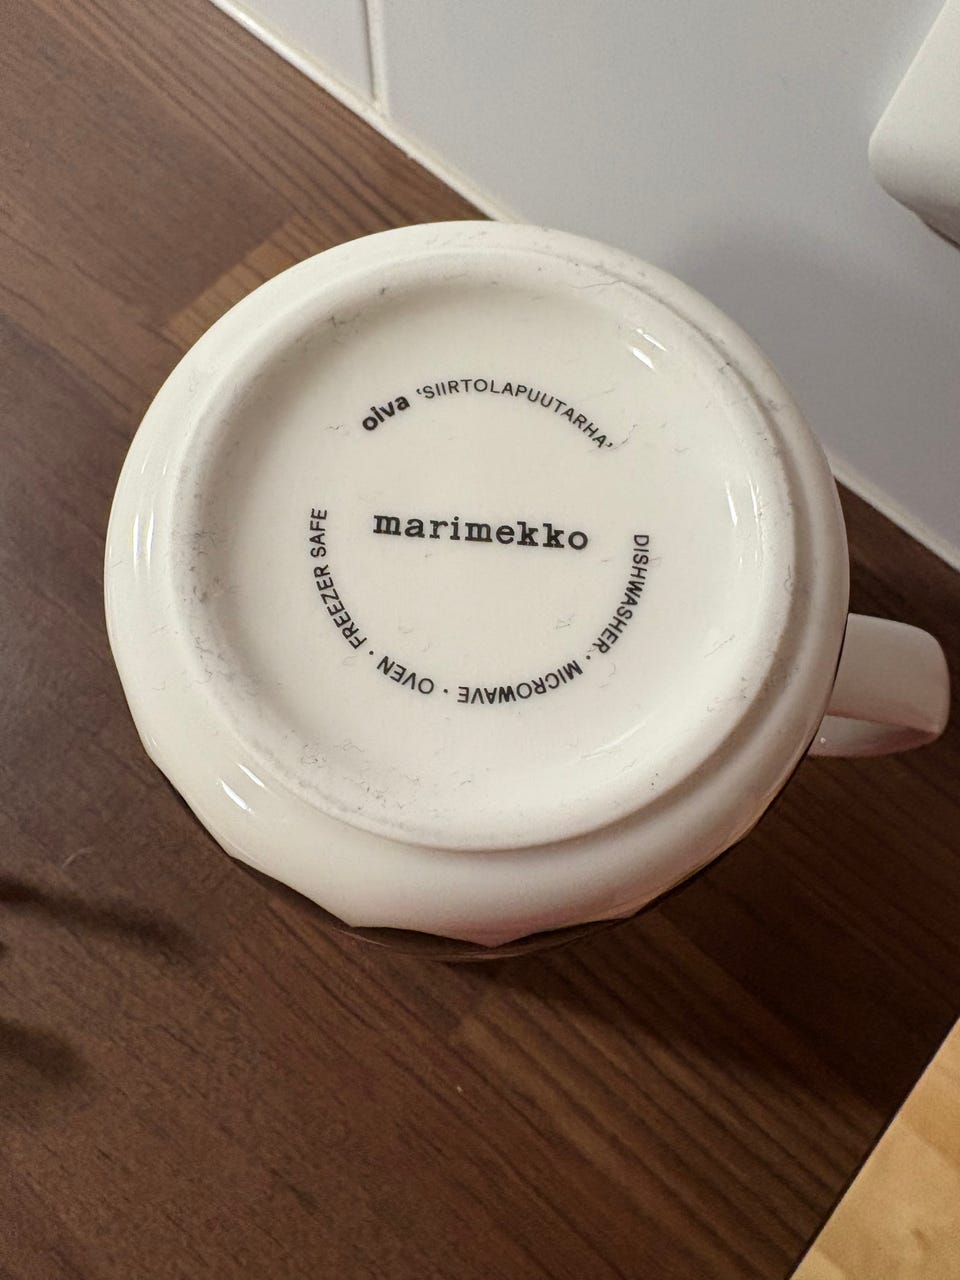 oiva ‘SIIRTOLAPUUTARHA’
marimekko
DISHWASHER · MICROWAVE · OVEN · FREEZER SAFE